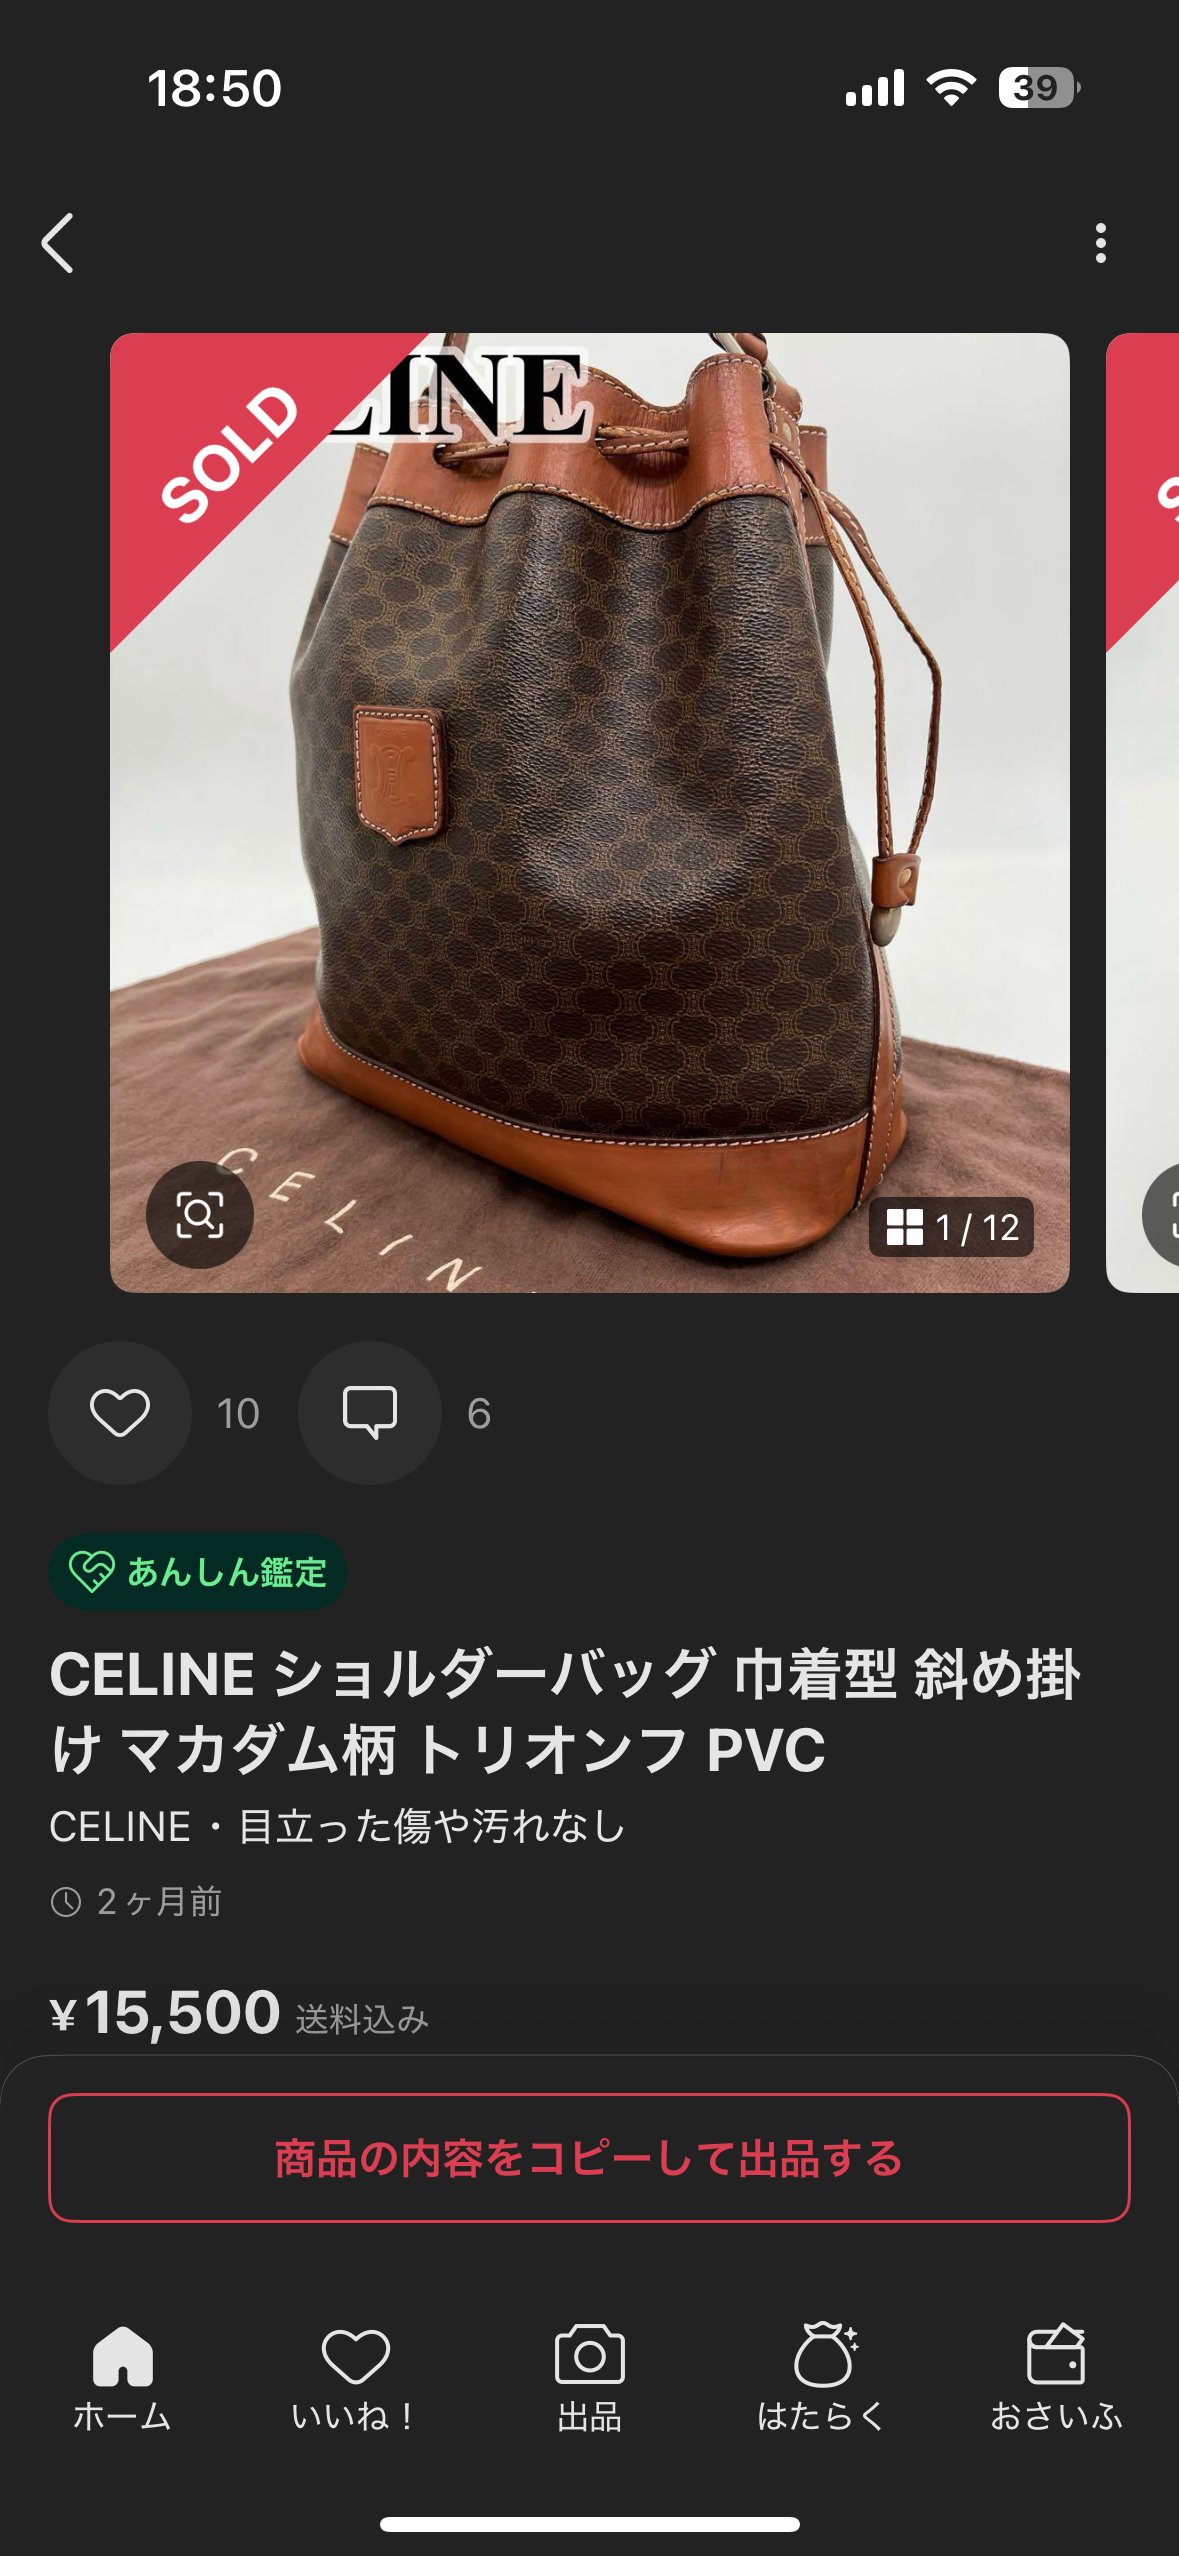 18:50
39
SOLD
LINE
CELIN
1 / 12
10
6
あんしん鑑定
CELINE ショルダーバッグ 巾着型 斜め掛
け マカダム柄 トリオンフ PVC
CELINE・目立った傷や汚れなし
2ヶ月前
¥15,500 送料込み
商品の内容をコピーして出品する
ホーム
いいね！
出品
はたらく
おさいふ